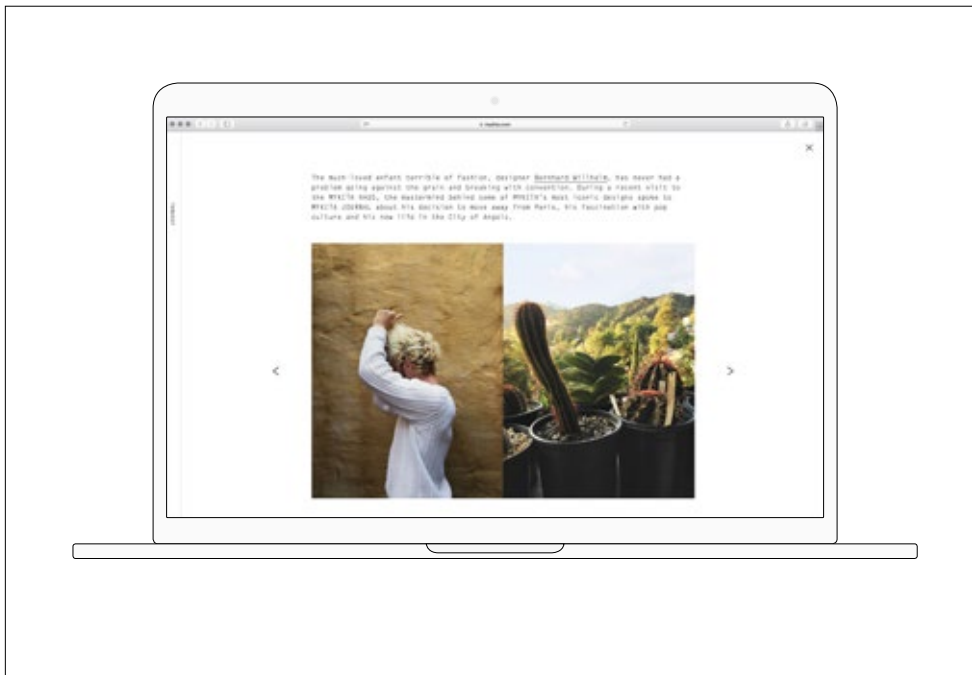 mykita.com
JOURNAL
The much-loved enfant terrible of fashion, designer Bernhard Willhelm, has never had a
problem going against the grain and breaking with convention. During a recent visit to
the MYKITA HAUS, the mastermind behind some of MYKITA's most iconic designs spoke to
MYKITA JOURNAL about his decision to move away from Paris, his fascination with pop
culture and his new life in the City of Angels.